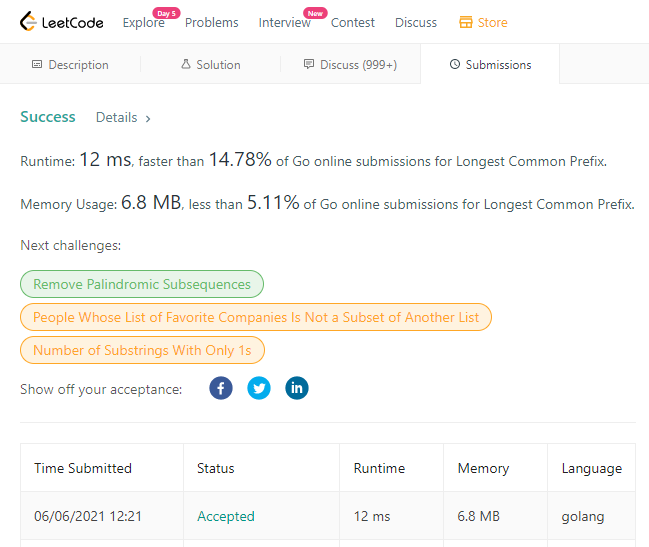 LeetCode Explore Day 5 Problems Interview New Contest Discuss Store
Description Solution Discuss (999+) Submissions
Success Details >
Runtime: 12 ms, faster than 14.78% of Go online submissions for Longest Common Prefix.
Memory Usage: 6.8 MB, less than 5.11% of Go online submissions for Longest Common Prefix.
Next challenges:
Remove Palindromic Subsequences
People Whose List of Favorite Companies Is Not a Subset of Another List
Number of Substrings With Only 1s
Show off your acceptance:
Time Submitted Status Runtime Memory Language
06/06/2021 12:21 Accepted 12 ms 6.8 MB golang